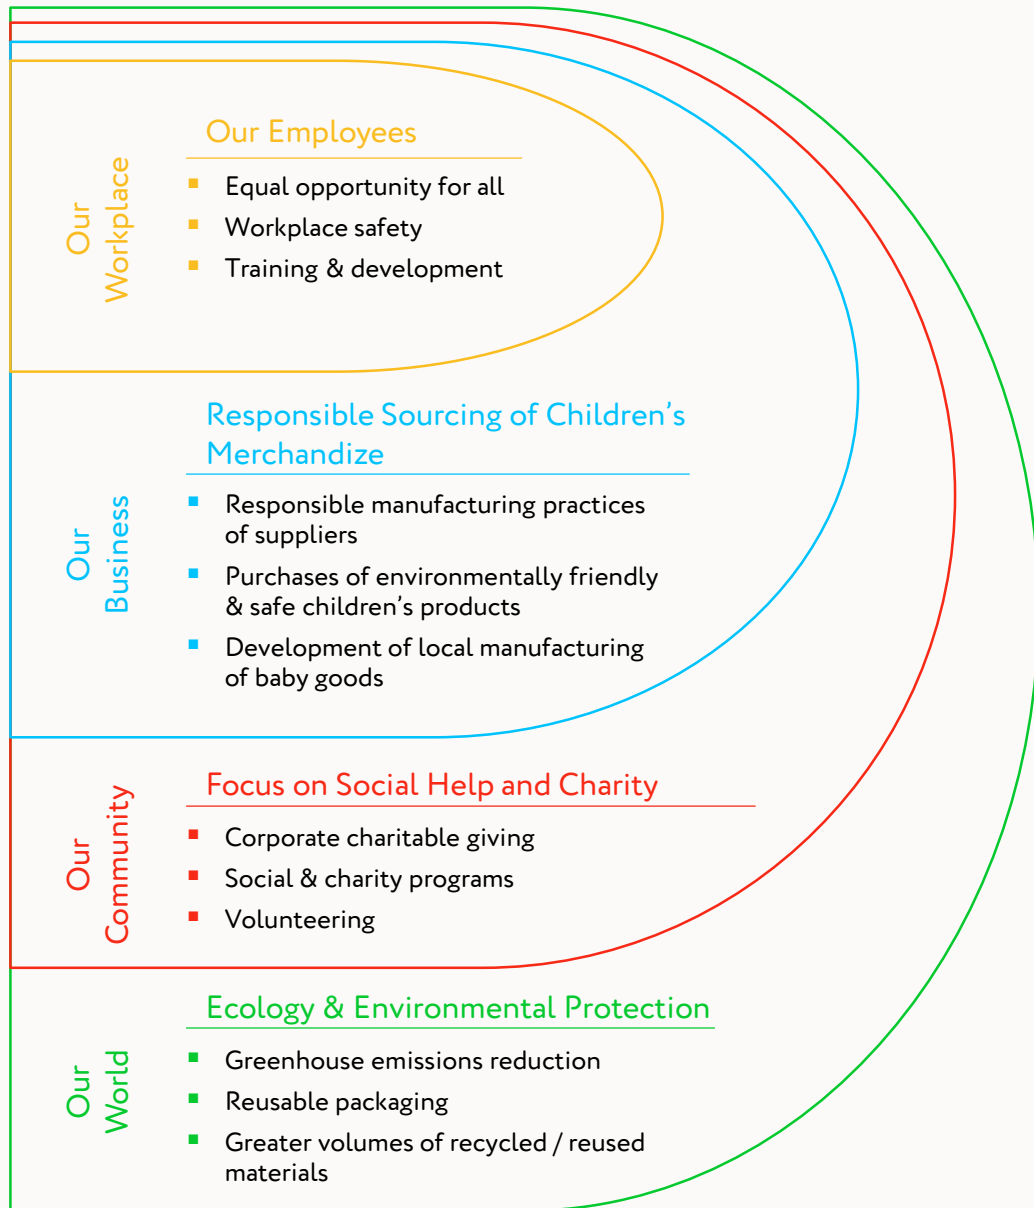 Our
Workplace
Our Employees
▪ Equal opportunity for all
▪ Workplace safety
▪ Training & development
Our
Business
Responsible Sourcing of Children’s
Merchandize
▪ Responsible manufacturing practices
of suppliers
▪ Purchases of environmentally friendly
& safe children’s products
▪ Development of local manufacturing
of baby goods
Our
Community
Focus on Social Help and Charity
▪ Corporate charitable giving
▪ Social & charity programs
▪ Volunteering
Our
World
Ecology & Environmental Protection
▪ Greenhouse emissions reduction
▪ Reusable packaging
▪ Greater volumes of recycled / reused
materials